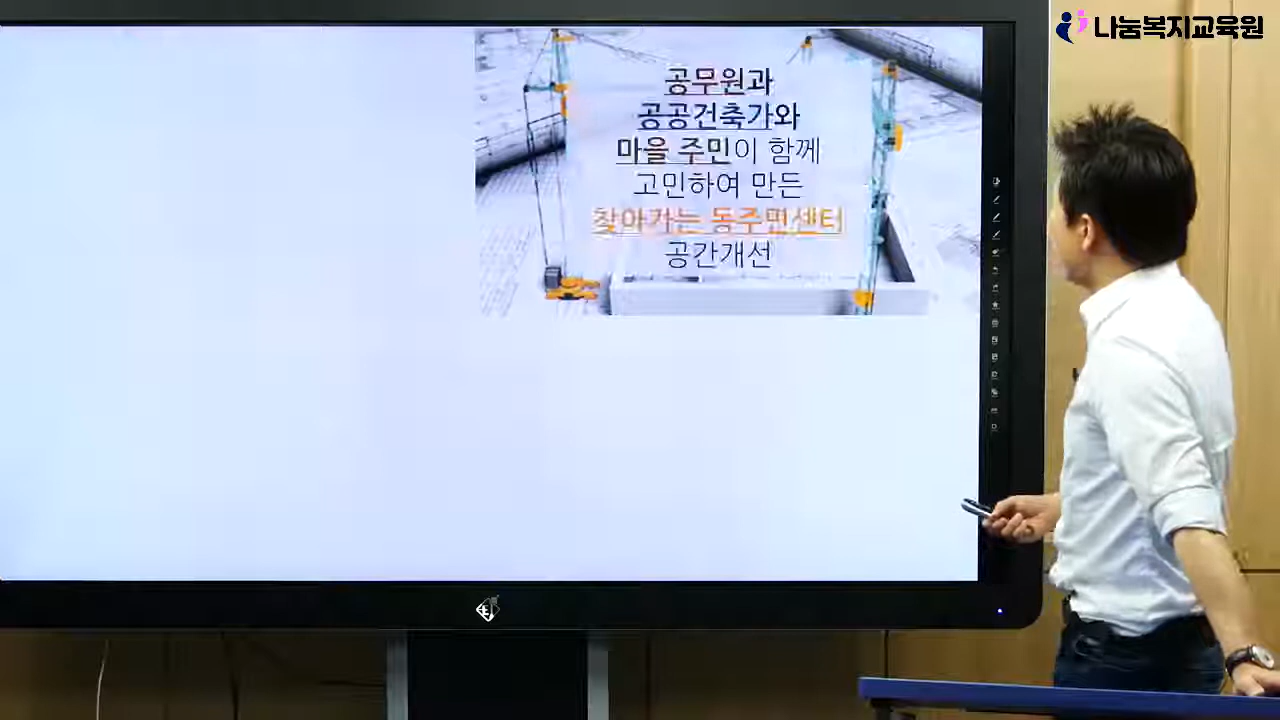 나눔복지교육원
공무원과
공공건축가와
마을 주민이 함께
고민하여 만든
찾아가는 동주면센터
공간개선